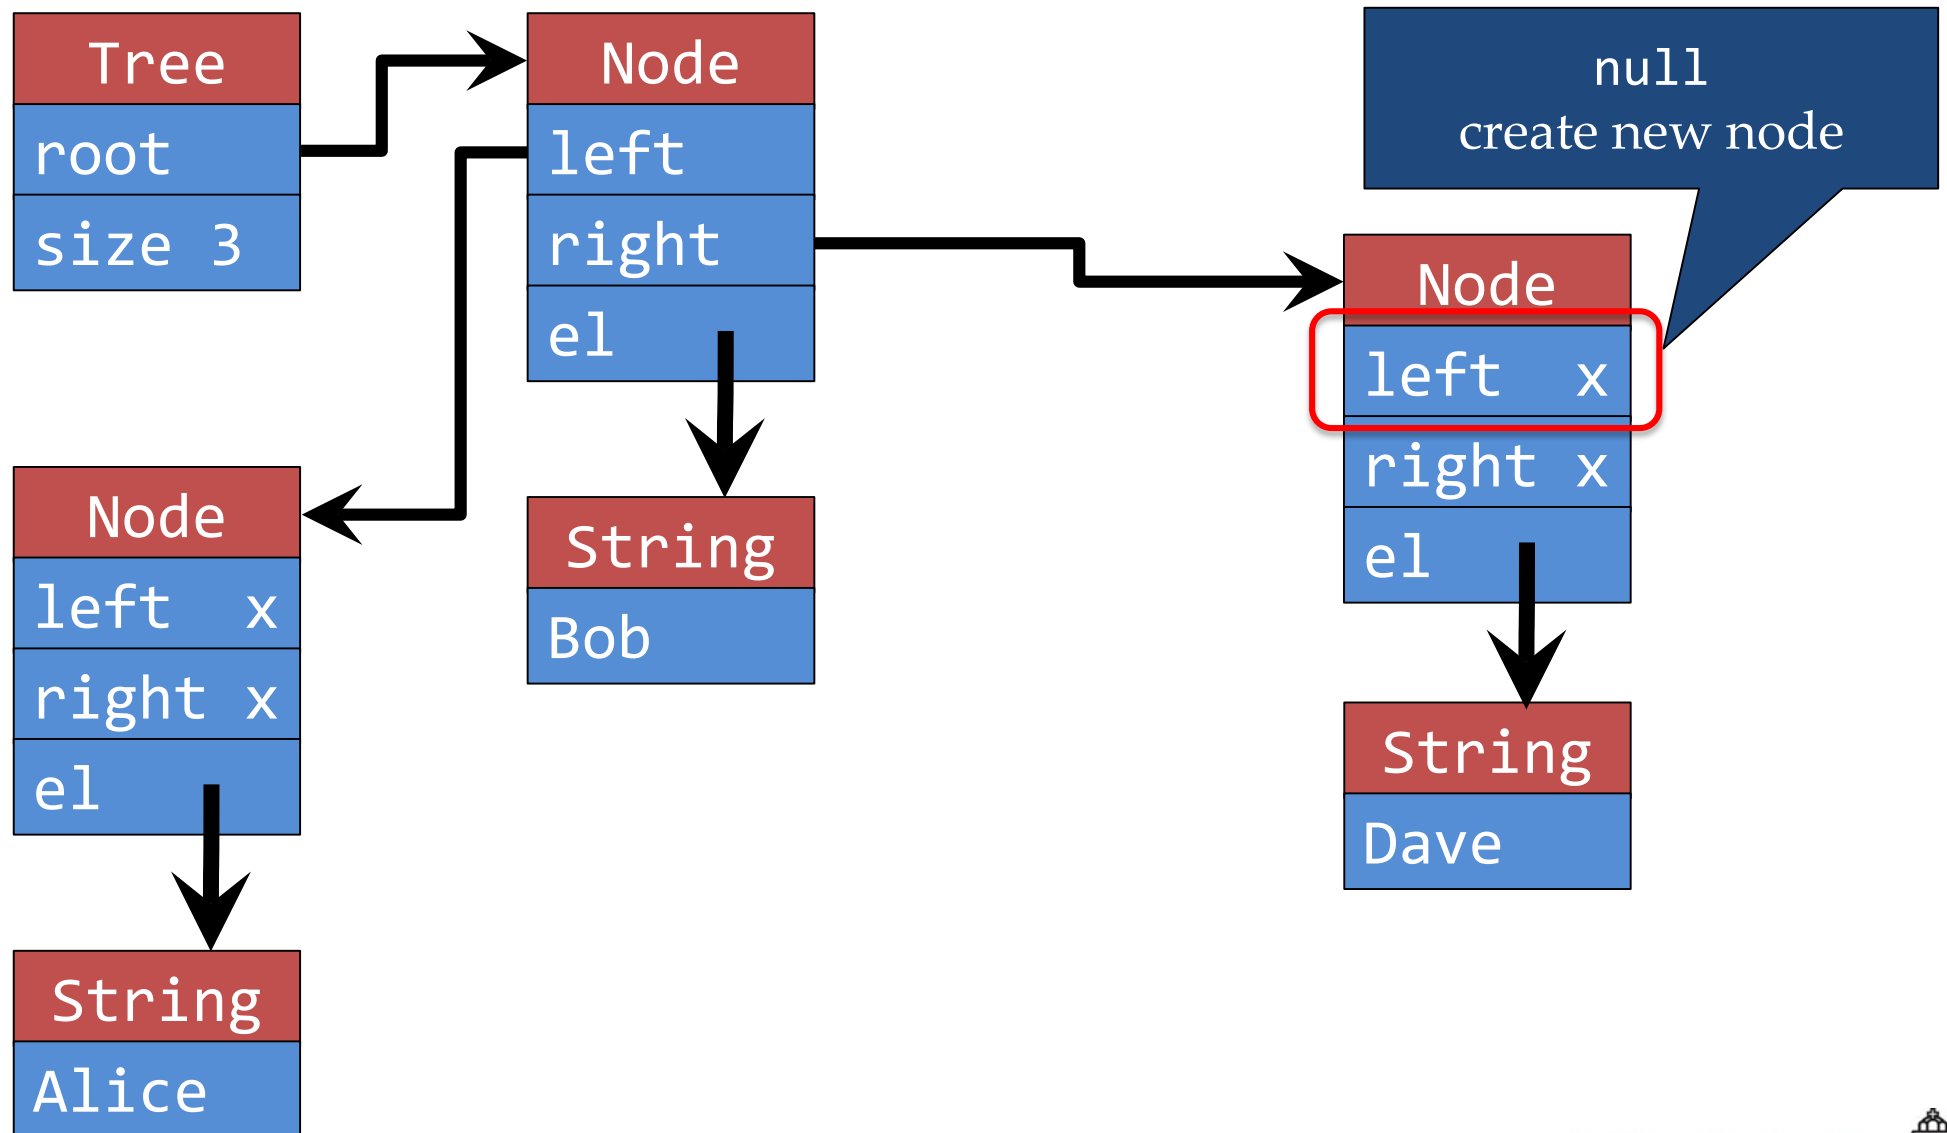 Tree
root
size 3
Node
left
right
el
null
create new node
Node
left x
right x
el
Node
left x
right x
el
String
Bob
String
Dave
String
Alice